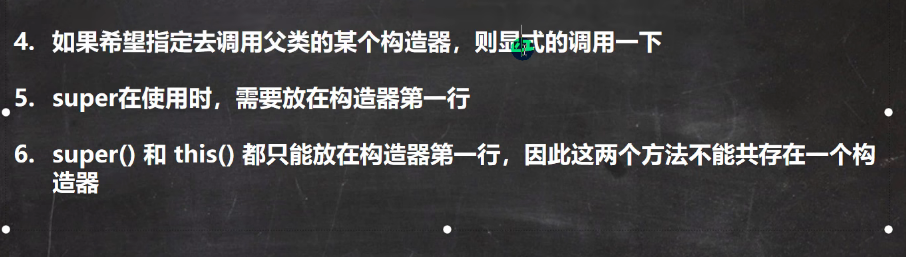 4. 如果希望指定去调用父类的某个构造器，则显式的调用一下
5. super在使用时，需要放在构造器第一行
6. super() 和 this() 都只能放在构造器第一行，因此这两个方法不能共存在一个构
造器